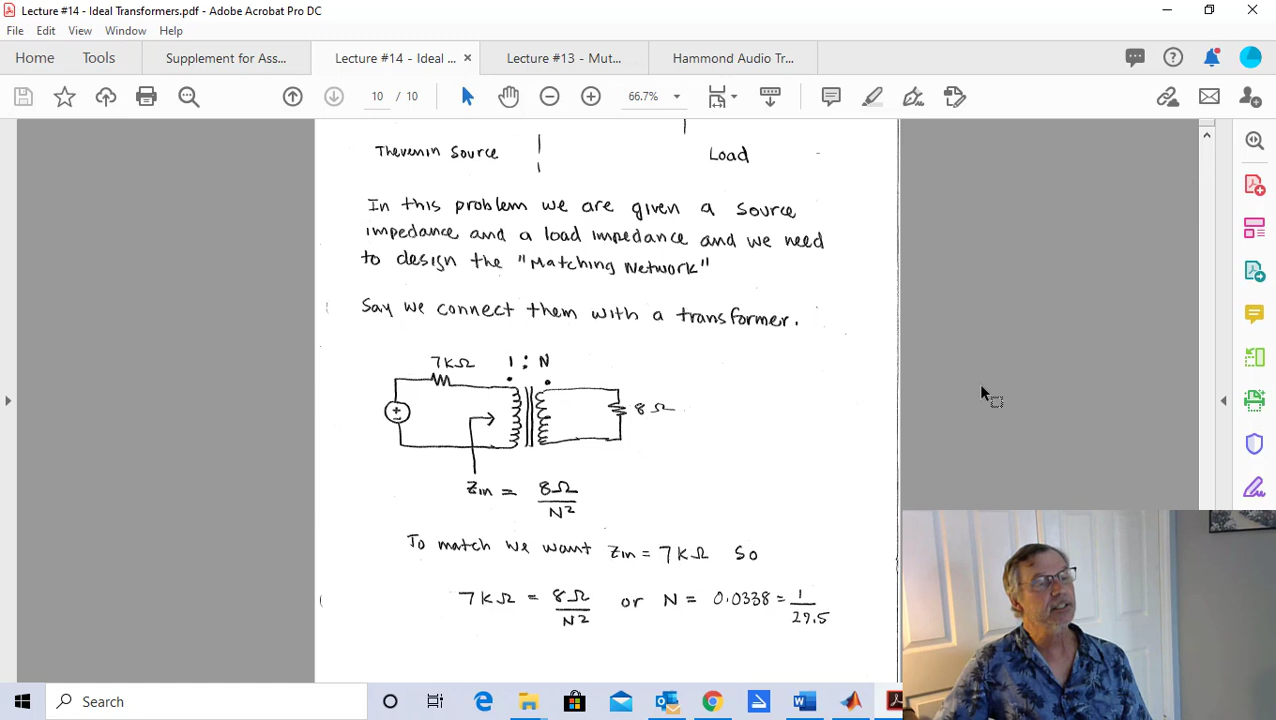 Lecture #14 - Ideal Transformers.pdf - Adobe Acrobat Pro DC
File Edit View Window Help
Home Tools Supplement for Ass... Lecture #14 - Ideal ... × Lecture #13 - Mut... Hammond Audio Tr...
10 / 10 66.7%
Thevenin Source Load
In this problem we are given a source
impedance and a load impedance and we need
to design the "Matching Network"
Say we connect them with a transformer.
7KΩ 1 : N
+
−
8 Ω
Zin = 8Ω
N²
To match we want Zin = 7KΩ So
7KΩ = 8Ω or N = 0.0338 = 1
N² 29.5
Search